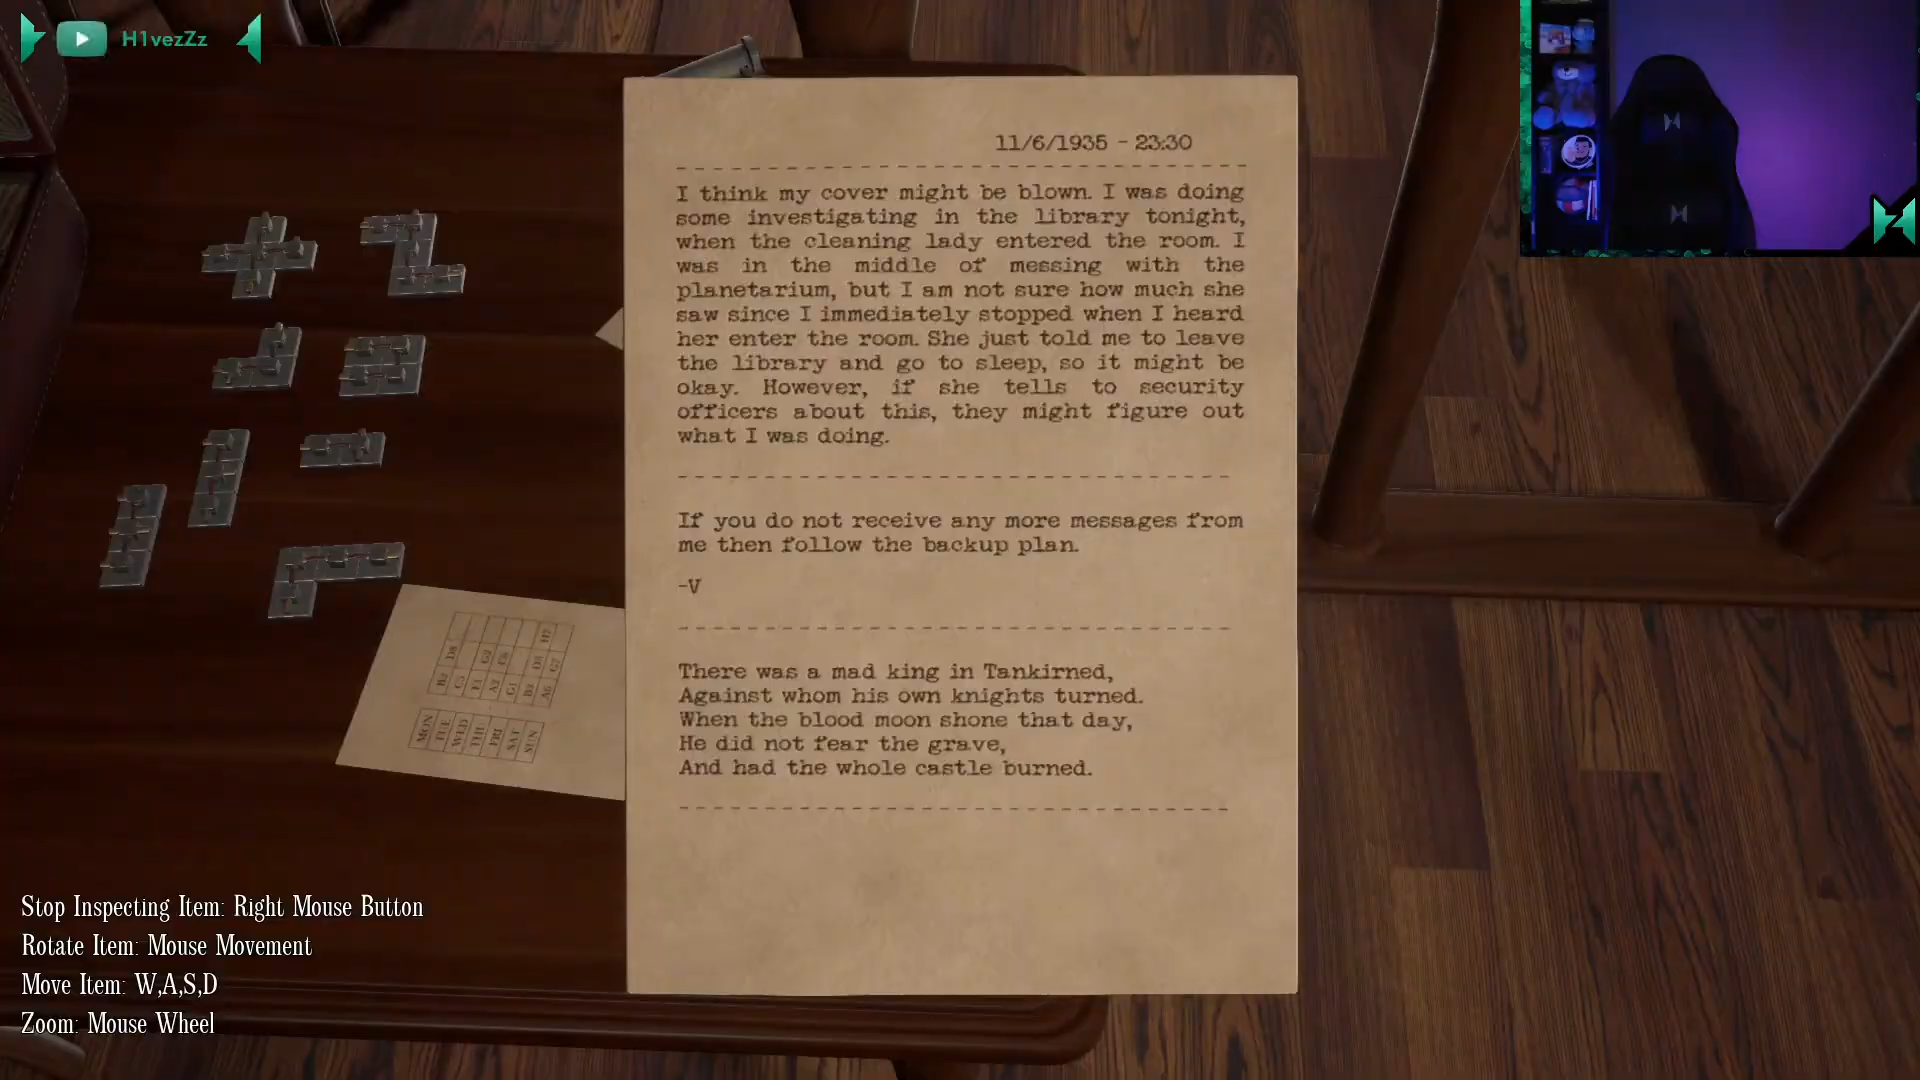 H1vezZz
11/6/1935 - 23:30
I think my cover might be blown. I was doing
some investigating in the library tonight,
when the cleaning lady entered the room. I
was in the middle of messing with the
planetarium, but I am not sure how much she
saw since I immediately stopped when I heard
her enter the room. She just told me to leave
the library and go to sleep, so it might be
okay. However, if she tells to security
officers about this, they might figure out
what I was doing.
If you do not receive any more messages from
me then follow the backup plan.
-V
There was a mad king in Tankirned,
Against whom his own knights turned.
When the blood moon shone that day,
He did not fear the grave,
And had the whole castle burned.
MON
TUE
WED
THU
FRI
SAT
SUN
Stop Inspecting Item: Right Mouse Button
Rotate Item: Mouse Movement
Move Item: W,A,S,D
Zoom: Mouse Wheel